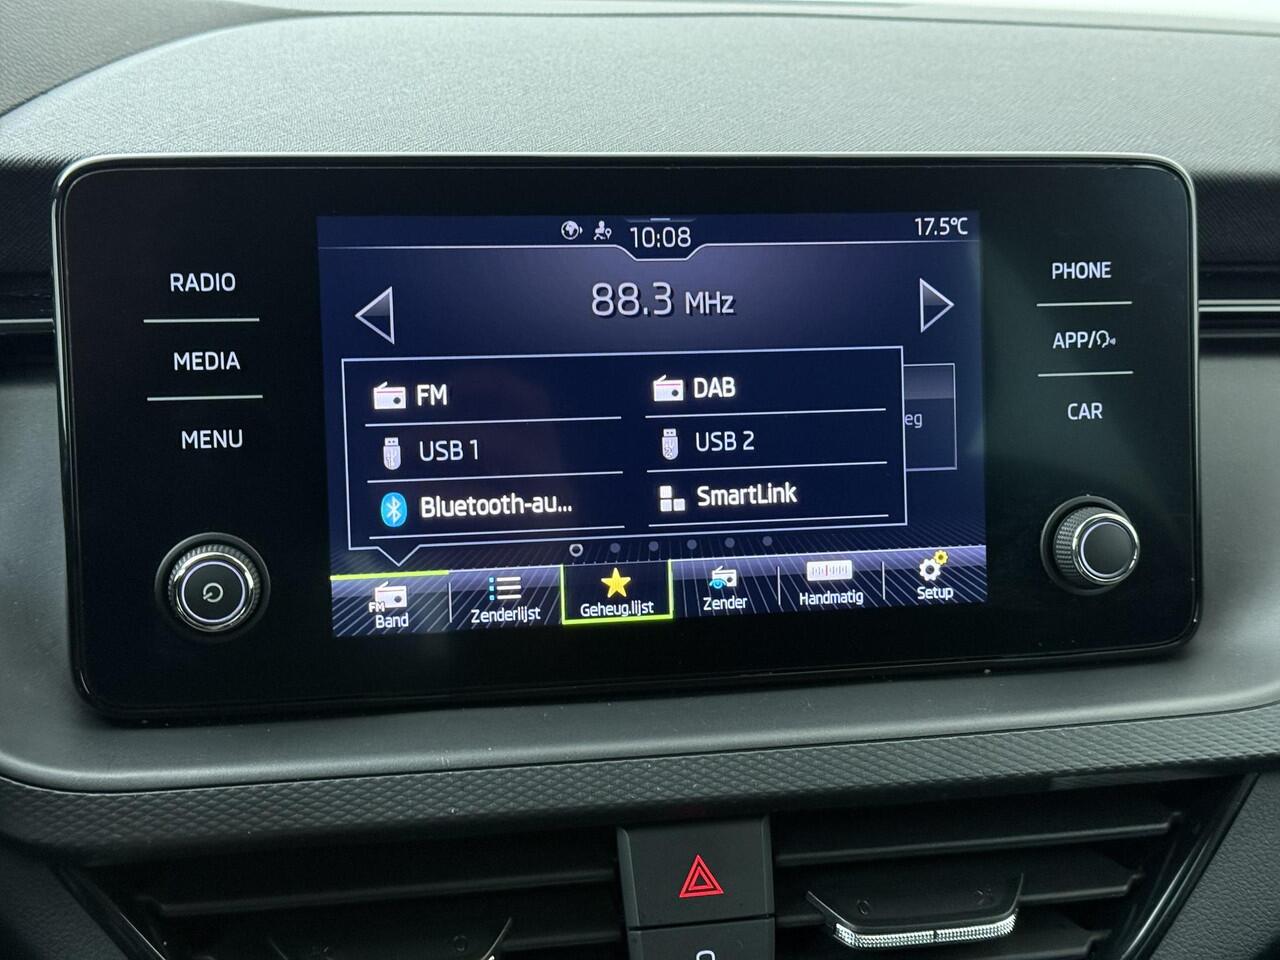 10:08
17.5°C
RADIO
MEDIA
MENU
88.3 MHz
PHONE
APP/
CAR
FM
DAB
USB 1
USB 2
Bluetooth-au...
SmartLink
eg
FM
Band
Zenderlijst
Geheug.lijst
Zender
Handmatig
Setup